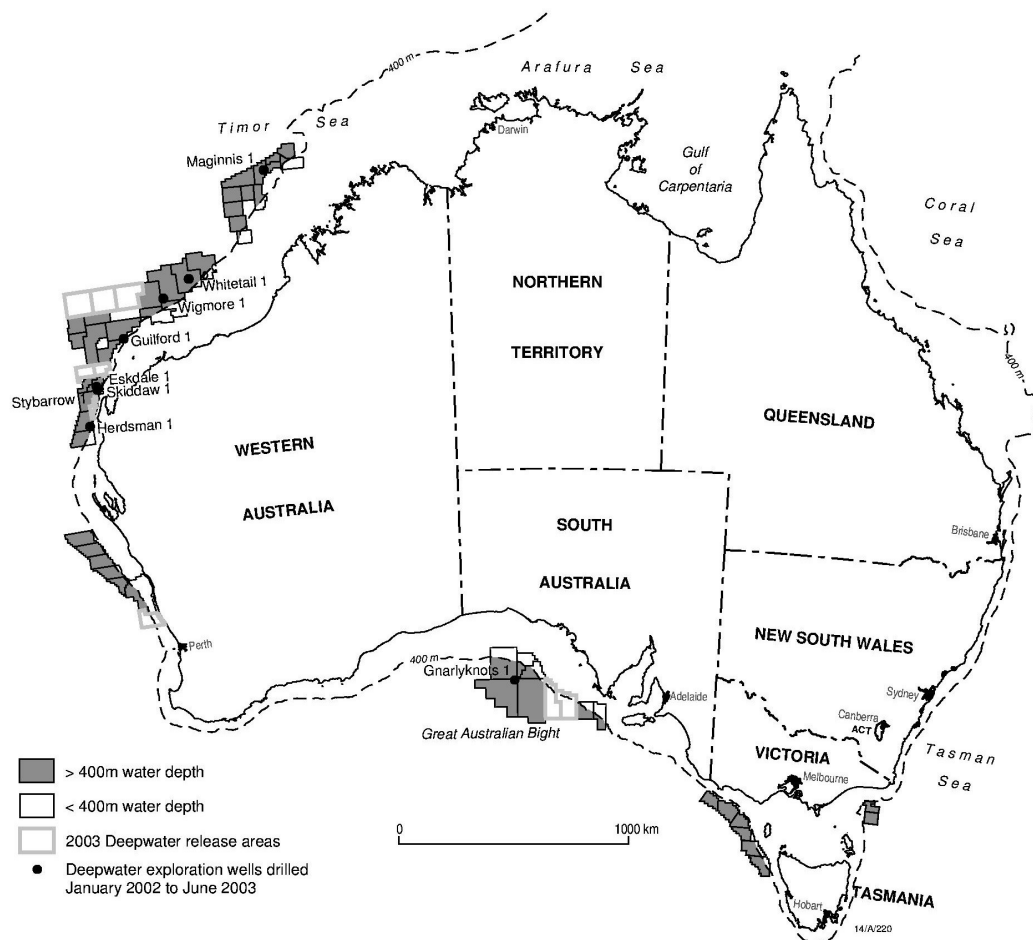 400 m
Arafura Sea
Timor Sea
Darwin
Maginnis 1
Gulf
of
Carpentaria
Coral
Sea
Whitetail 1
NORTHERN
Wigmore 1
Guilford 1
TERRITORY
400 m
Eskdale 1
Stybarrow
Skiddaw 1
Herdsman 1
QUEENSLAND
WESTERN
AUSTRALIA
SOUTH
Brisbane
AUSTRALIA
NEW SOUTH WALES
Perth
400 m
Gnarlyknots 1
Adelaide
Sydney
Canberra
ACT
Great Australian Bight
VICTORIA
Tasman
Sea
Melbourne
> 400m water depth
< 400m water depth
2003 Deepwater release areas
Deepwater exploration wells drilled
January 2002 to June 2003
0 1000 km
TASMANIA
Hobart
14/A/220